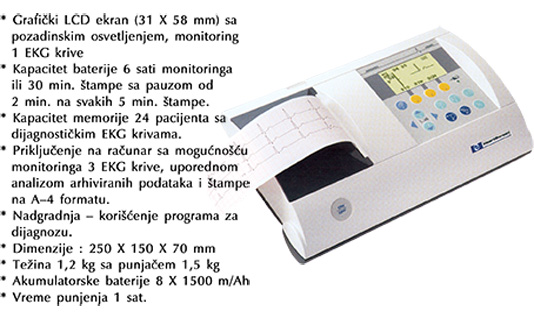 * Grafički LCD ekran (31 X 58 mm) sa
pozadinskim osvetljenjem, monitoring
1 EKG krive
* Kapacitet baterije 6 sati monitoringa
ili 30 min. štampe sa pauzom od
2 min. na svakih 5 min. štampe.
* Kapacitet memorije 24 pacijenta sa
dijagnostičkim EKG krivama.
* Priključenje na računar sa mogućnošću
monitoringa 3 EKG krive, uporednom
analizom arhiviranih podataka i štampe
na A-4 formatu.
* Nadgradnja – korišćenje programa za
dijagnozu.
* Dimenzije : 250 X 150 X 70 mm
* Težina 1,2 kg sa punjačem 1,5 kg
* Akumulatorske baterije 8 X 1500 m/Ah
* Vreme punjenja 1 sat.